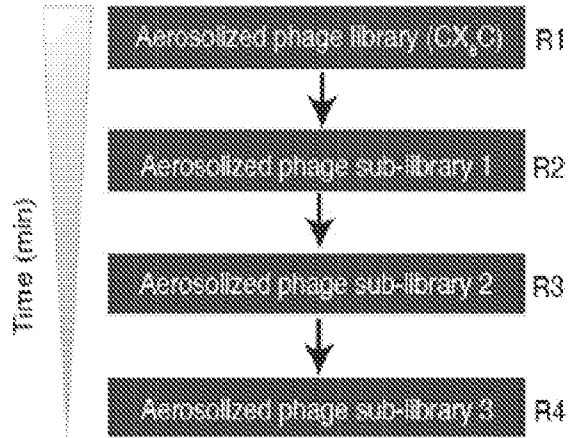 Aerosolized phage library
R1
Aerosolized phage sub-library 1
R2
Aerosolized phage sub-library 2
R3
Aerosolized phage sub-library 3
R4
Time (min)